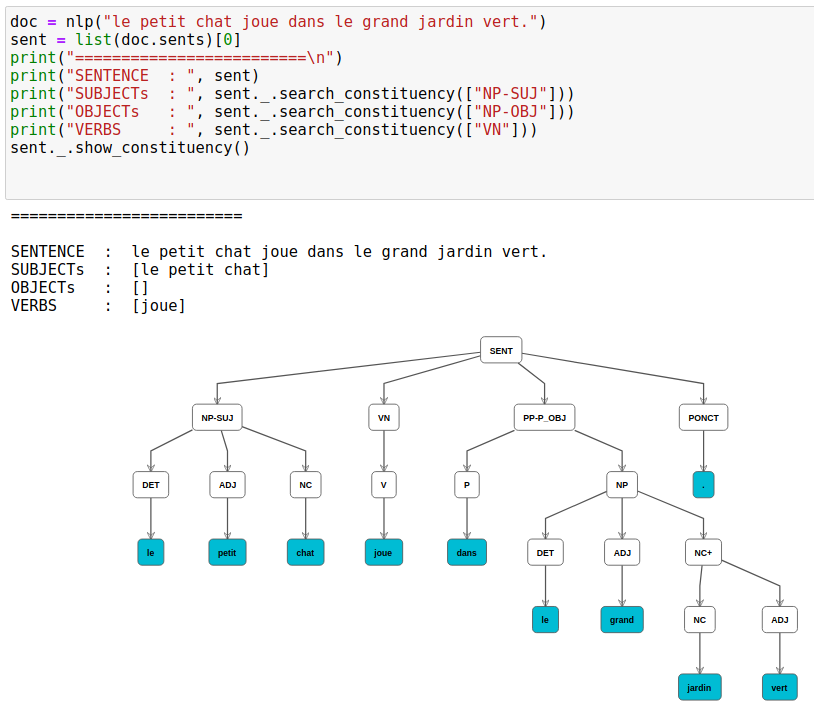 doc = nlp("le petit chat joue dans le grand jardin vert.")
sent = list(doc.sents)[0]
print("=========================\n")
print("SENTENCE  : ", sent)
print("SUBJECTs  : ", sent._.search_constituency(["NP-SUJ"]))
print("OBJECTs   : ", sent._.search_constituency(["NP-OBJ"]))
print("VERBS     : ", sent._.search_constituency(["VN"]))
sent._.show_constituency()
=========================
SENTENCE  :  le petit chat joue dans le grand jardin vert.
SUBJECTs  :  [le petit chat]
OBJECTs   :  []
VERBS     :  [joue]
SENT
NP-SUJ VN PP-P_OBJ PONCT
DET ADJ NC V P NP .
le petit chat joue dans DET ADJ NC+
le grand NC ADJ
jardin vert